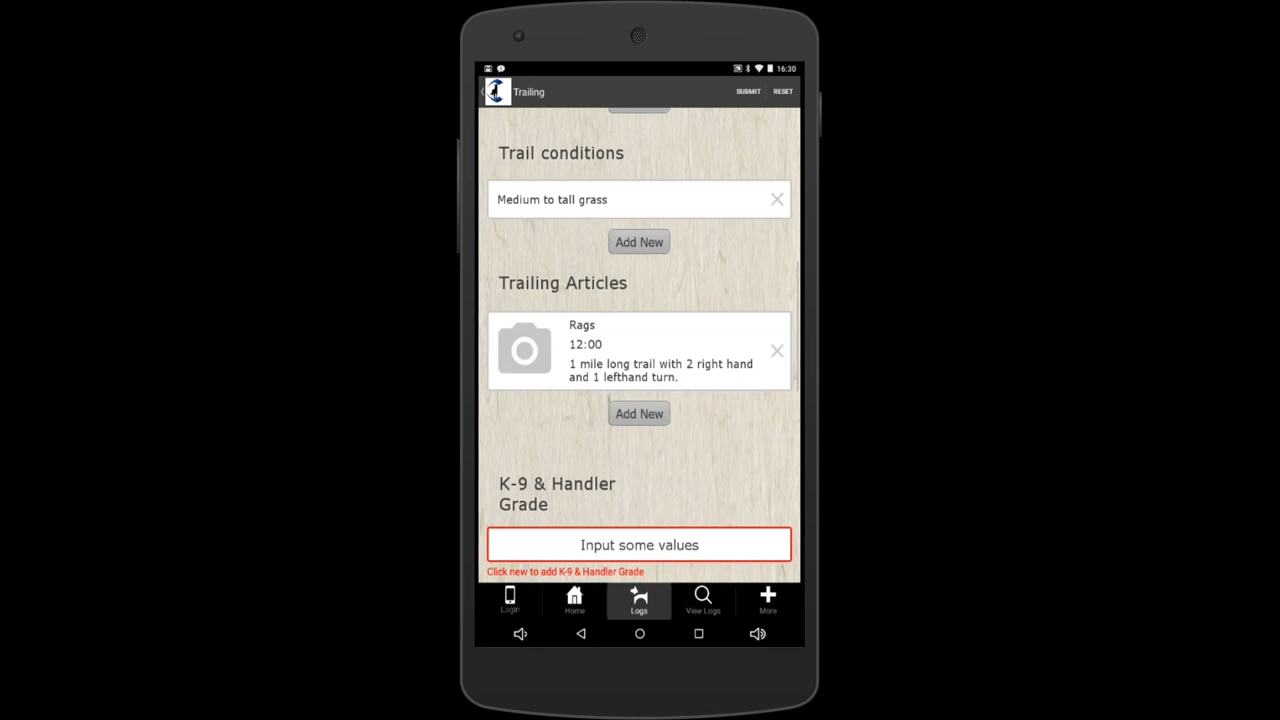 16:30
Trailing
SUBMIT
RESET
Trail conditions
Medium to tall grass
Add New
Trailing Articles
Rags
12:00
1 mile long trail with 2 right hand
and 1 lefthand turn.
Add New
K-9 & Handler
Grade
Input some values
Click new to add K-9 & Handler Grade
Login
Home
Logs
View Logs
More